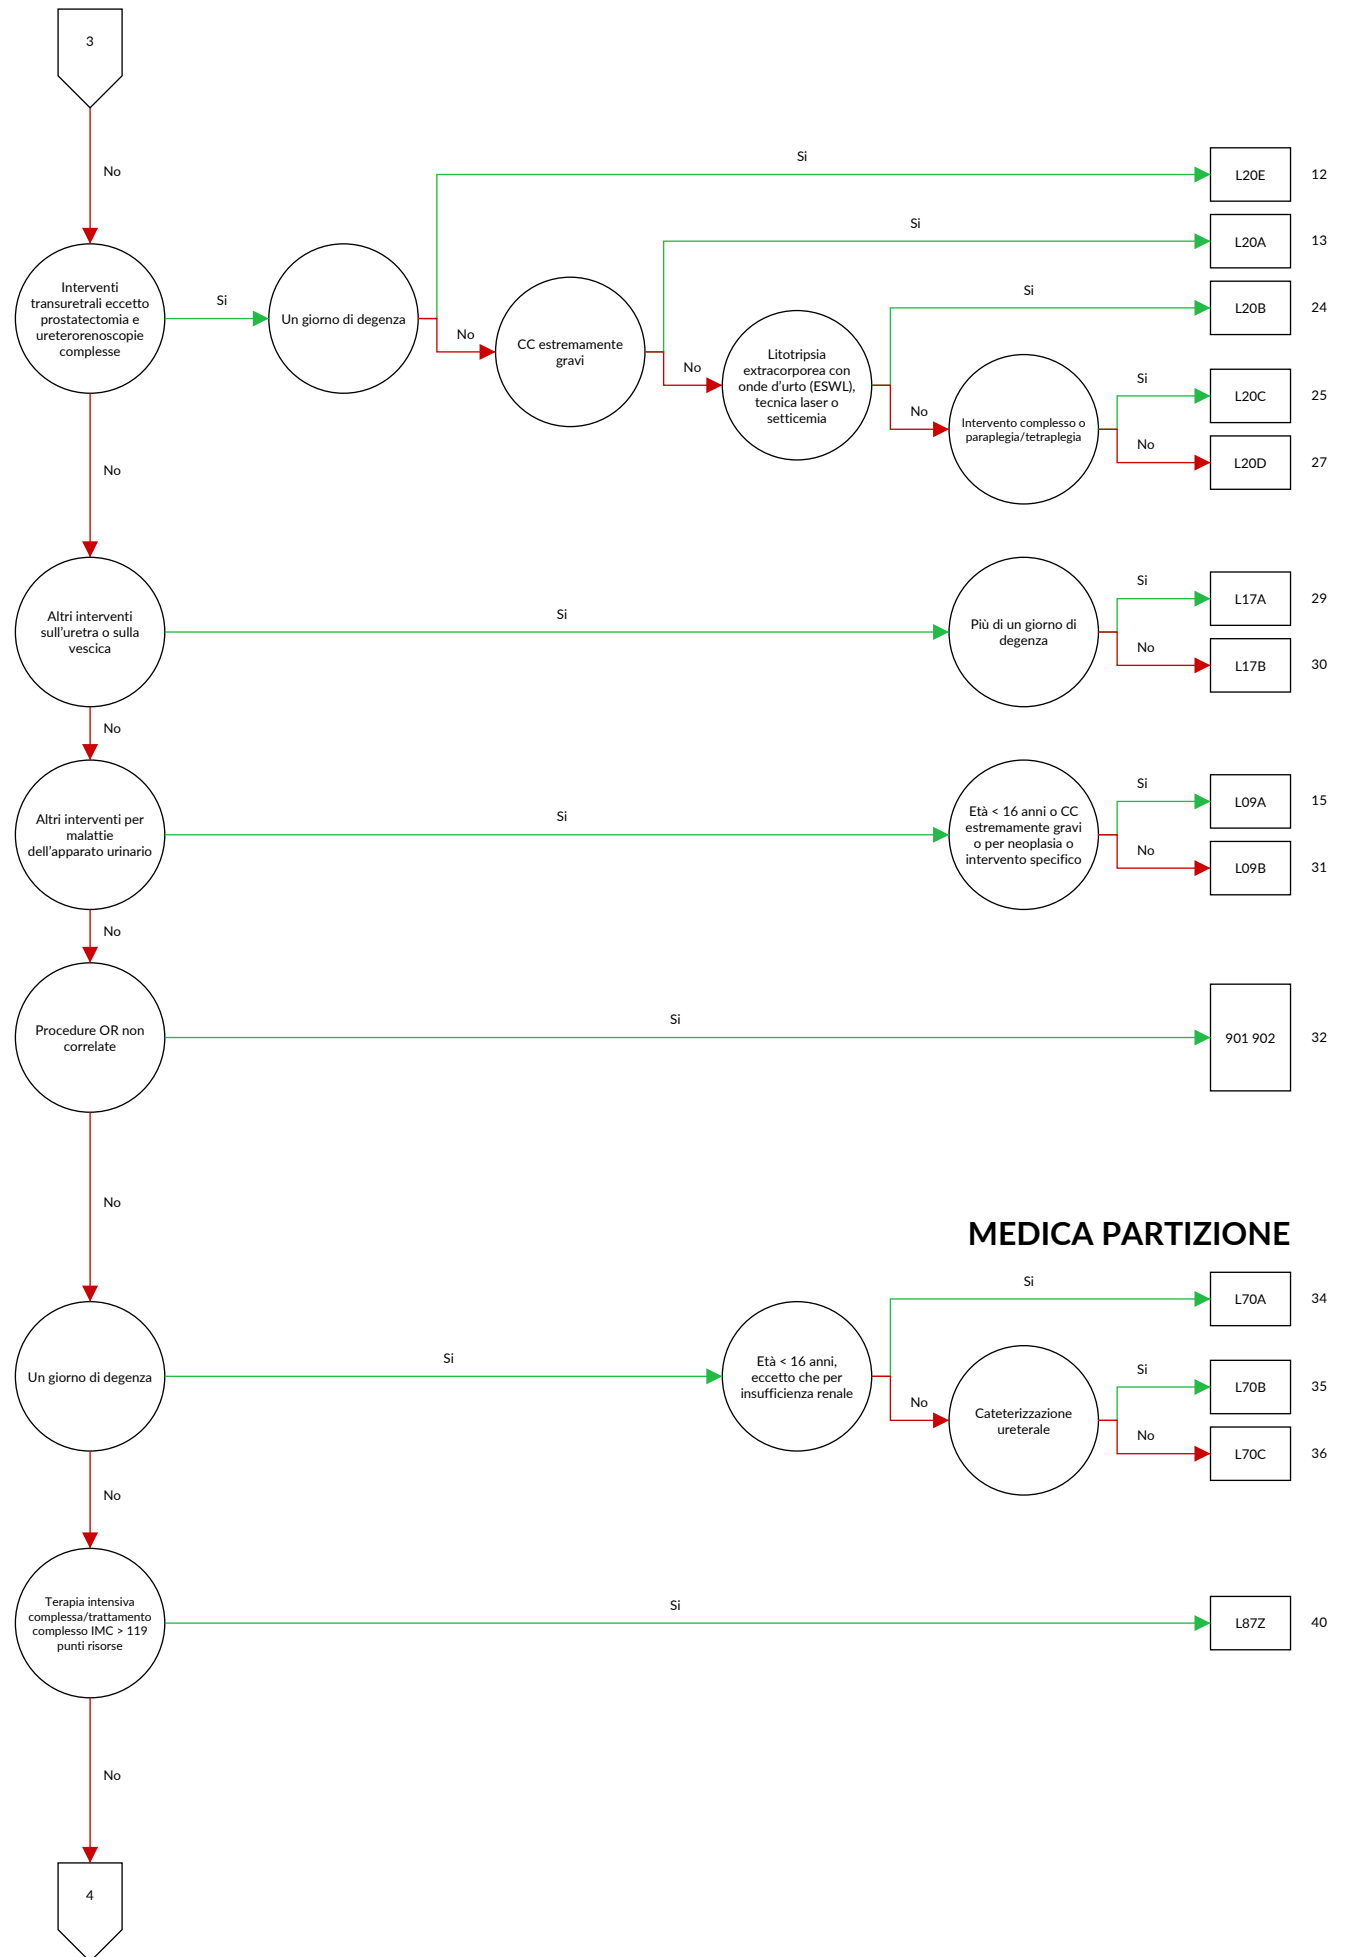 3
No
Si
L20E
12
Si
L20A
13
Interventi
transuretrali eccetto
prostatectomia e
ureterorenoscopie
complesse
Si
Un giorno di degenza
No
CC estremamente
gravi
No
Litotripsia
extracorporea con
onde d'urto (ESWL),
tecnica laser o
setticemia
Si
L20B
24
No
Intervento complesso o
paraplegia/tetraplegia
Si
L20C
25
No
L20D
27
No
Altri interventi
sull'uretra o sulla
vescica
Si
Più di un giorno di
degenza
Si
L17A
29
No
L17B
30
No
Altri interventi per
malattie
dell'apparato urinario
Si
Età < 16 anni o CC
estremamente gravi
o per neoplasia o
intervento specifico
Si
L09A
15
No
L09B
31
No
Procedure OR non
correlate
Si
901 902
32
No
MEDICA PARTIZIONE
Un giorno di degenza
Si
Età < 16 anni,
eccetto che per
insufficienza renale
Si
L70A
34
No
Cateterizzazione
ureterale
Si
L70B
35
No
L70C
36
No
Terapia intensiva
complessa/trattamento
complesso IMC > 119
punti risorse
Si
L87Z
40
No
4